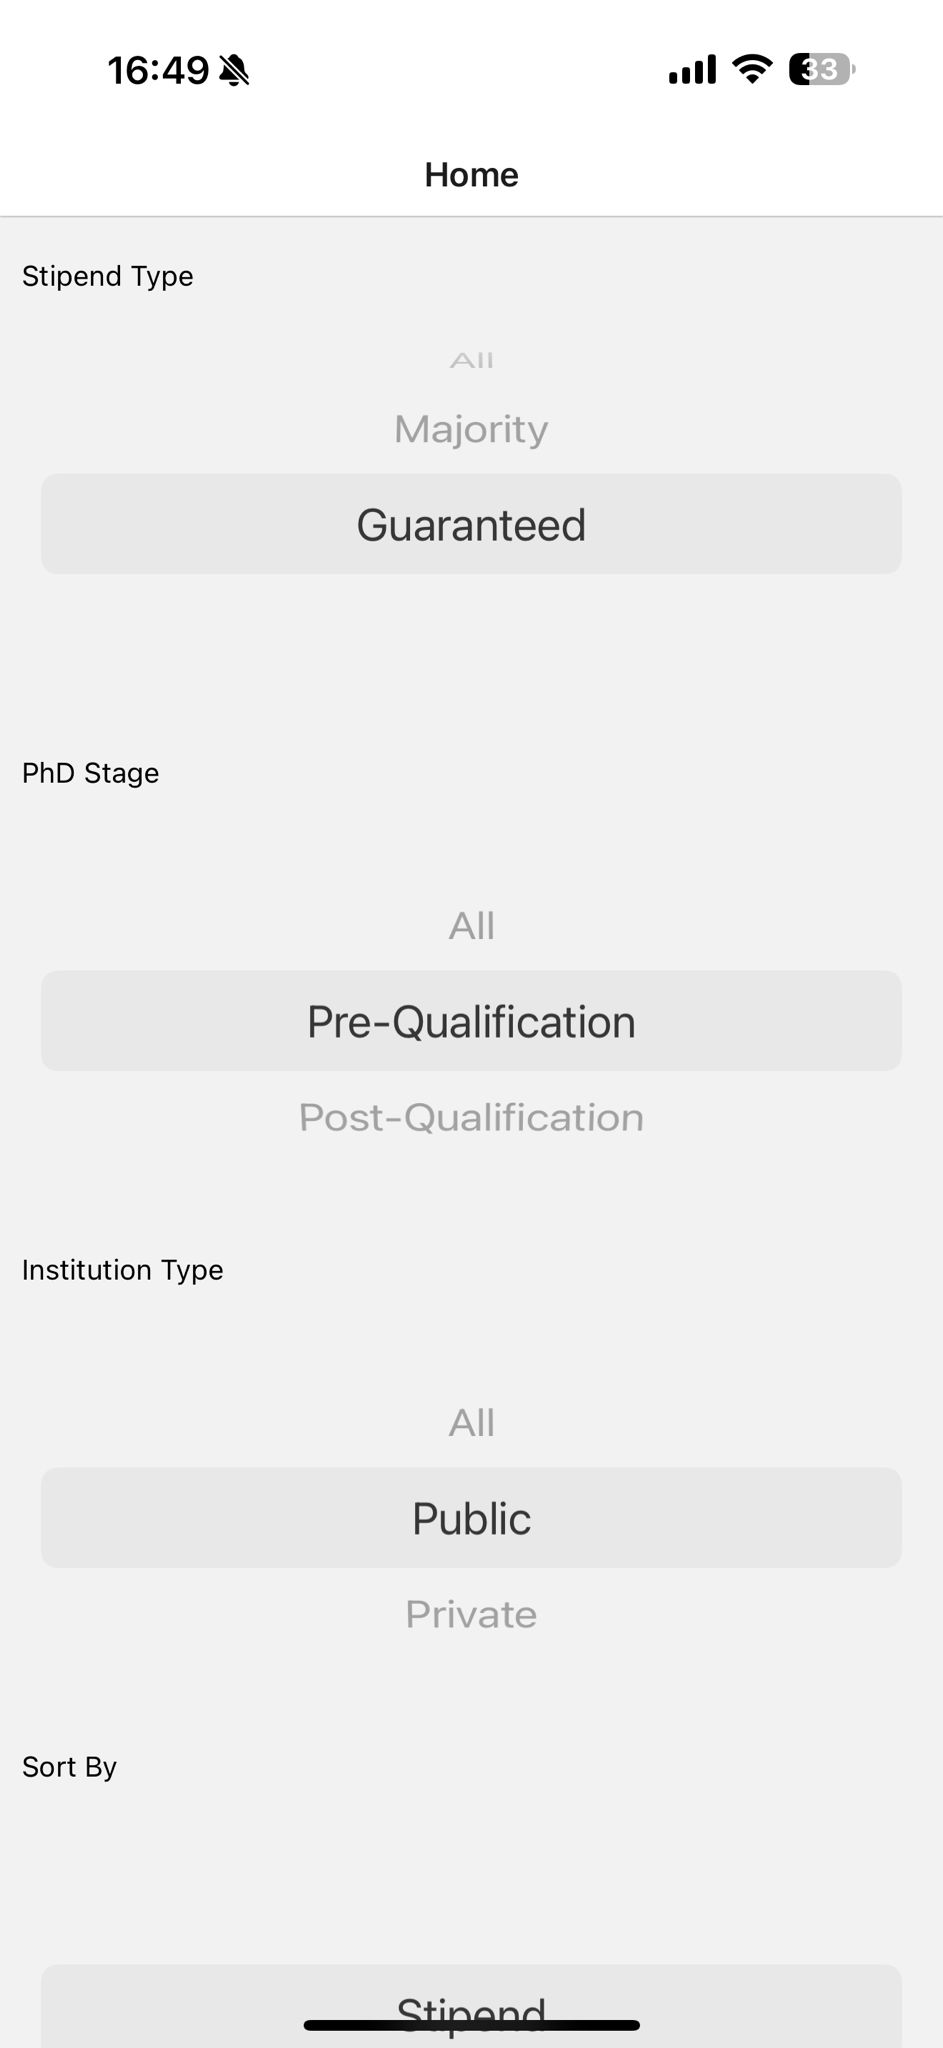 16:49
33
Home
Stipend Type
All
Majority
Guaranteed
PhD Stage
All
Pre-Qualification
Post-Qualification
Institution Type
All
Public
Private
Sort By
Stipend